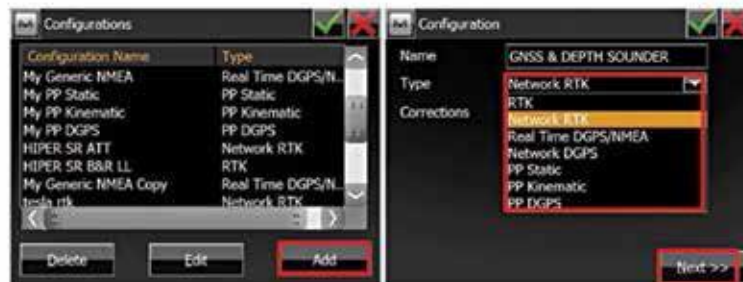 Configurations
Configuration Name Type
My Generic NMEA Real Time DGPS/N...
My PP Static PP Static
My PP Kinematic PP Kinematic
My PP DGPS PP DGPS
HIPER SR ATT Network RTK
HIPER SR B&R LL RTK
My Generic NMEA Copy Real Time DGPS/N...
tesla rtk Network RTK
Delete Edit Add
Configuration
Name GNSS & DEPTH SOUNDER
Type Network RTK
Corrections
RTK
Network RTK
Real Time DGPS/NMEA
Network DGPS
PP Static
PP Kinematic
PP DGPS
Next >>